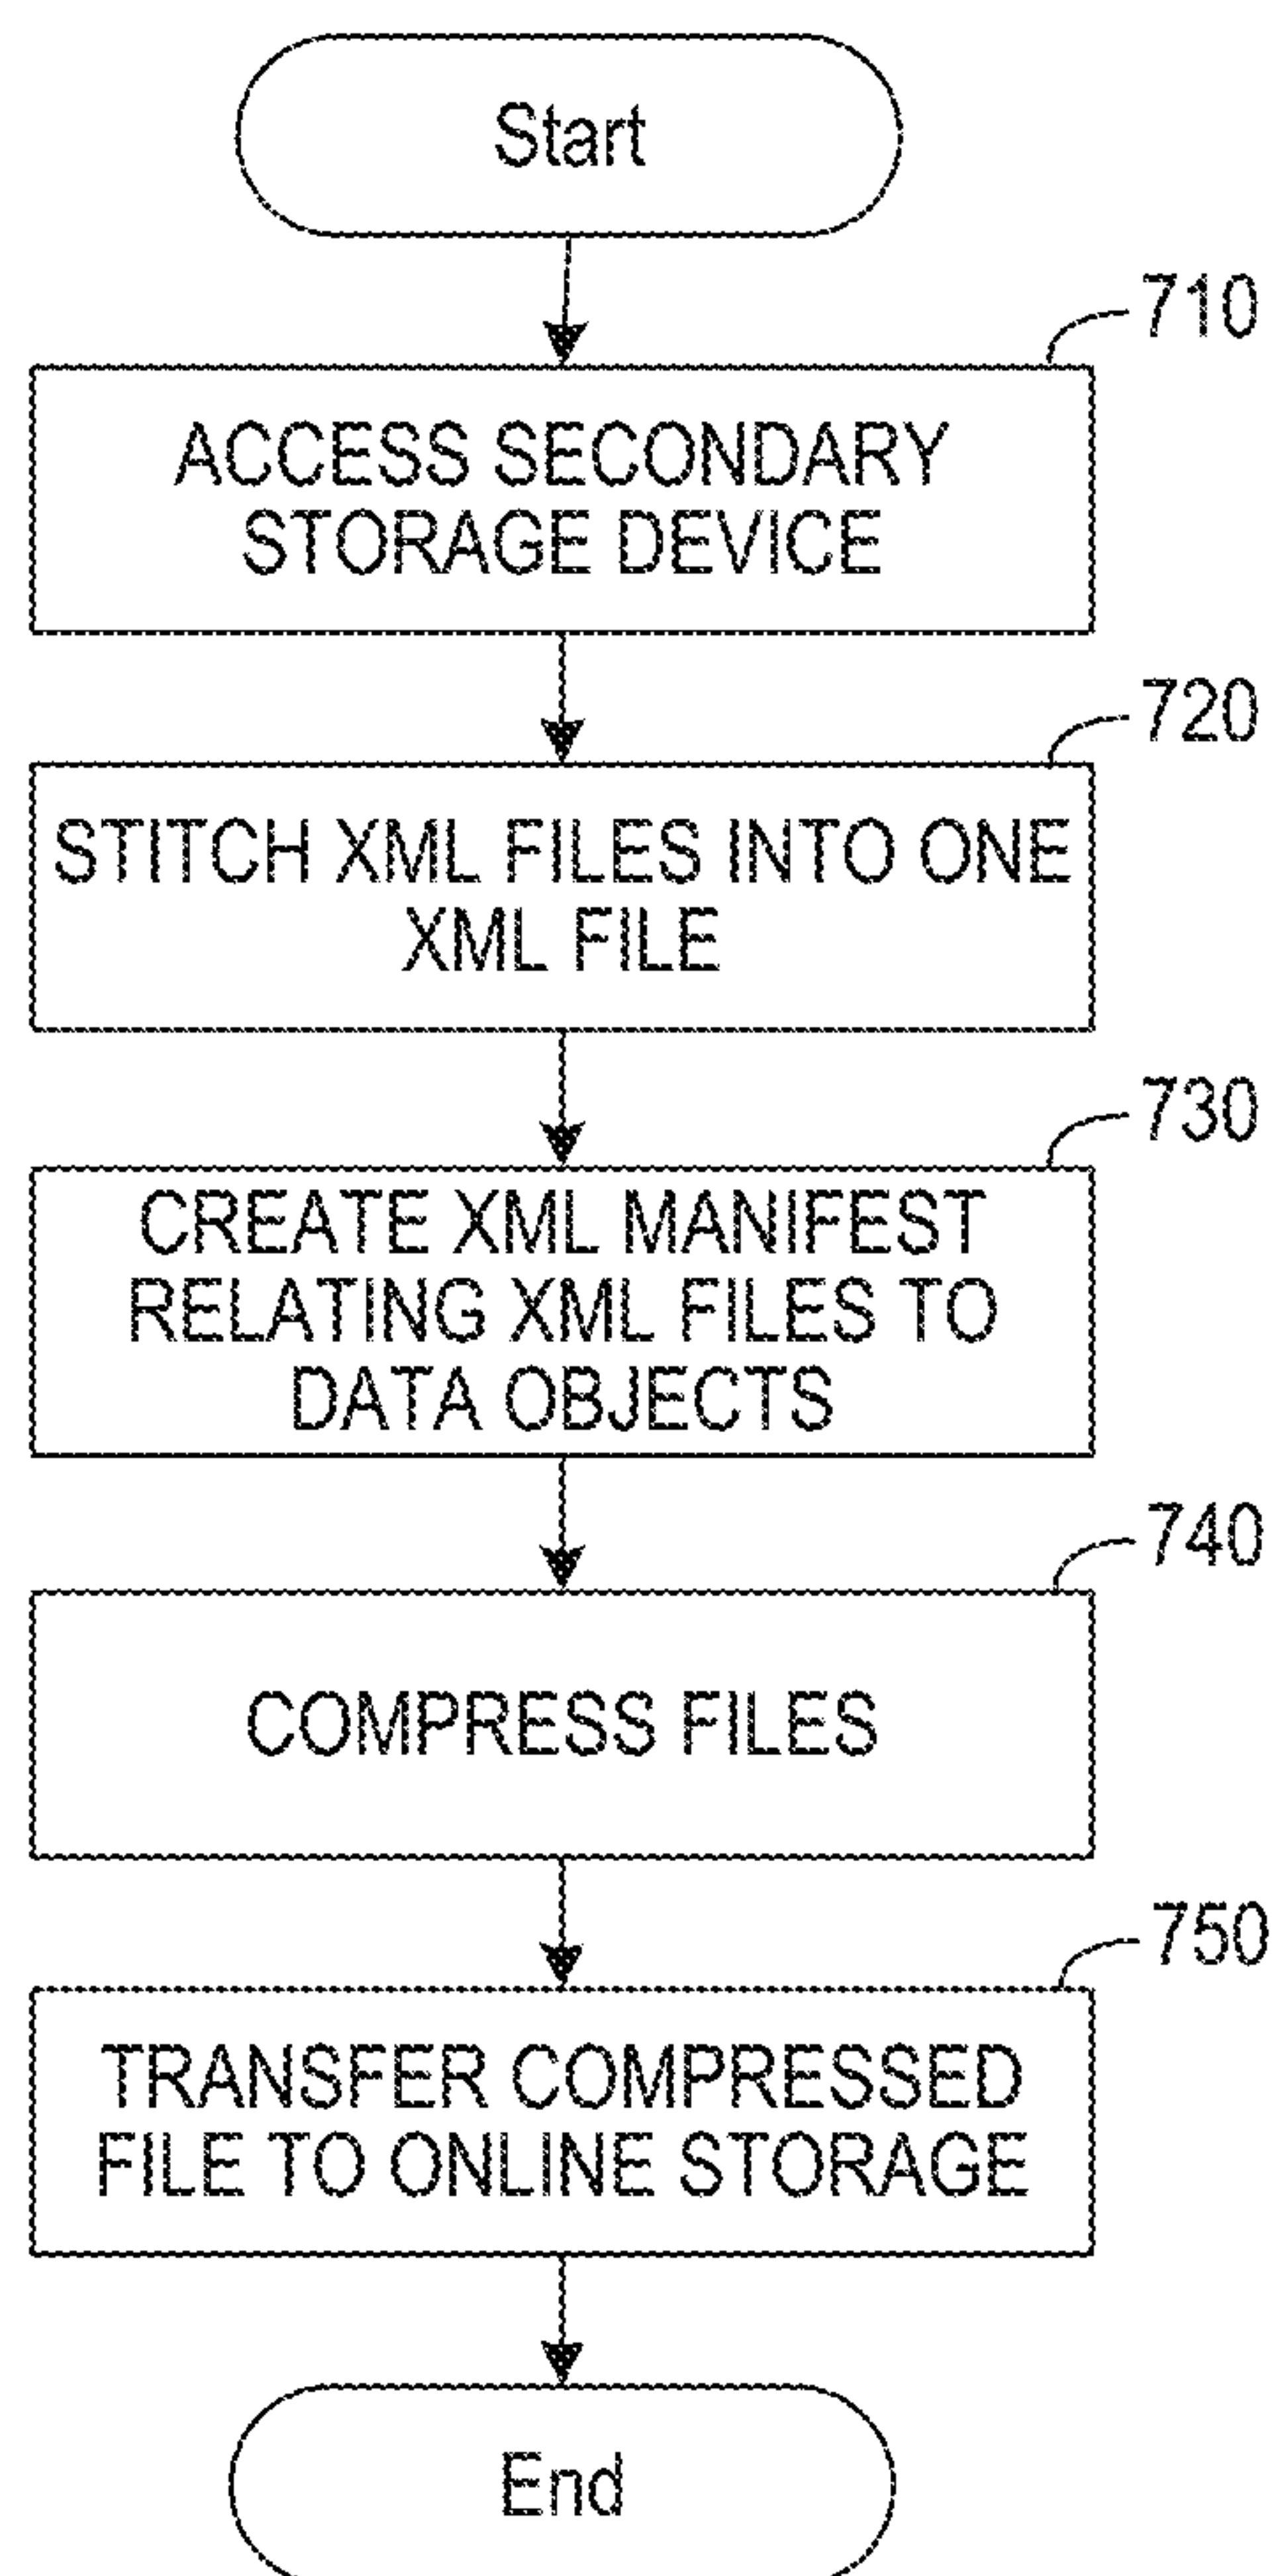 Start
710
ACCESS SECONDARY
STORAGE DEVICE
720
STITCH XML FILES INTO ONE
XML FILE
730
CREATE XML MANIFEST
RELATING XML FILES TO
DATA OBJECTS
740
COMPRESS FILES
750
TRANSFER COMPRESSED
FILE TO ONLINE STORAGE
End